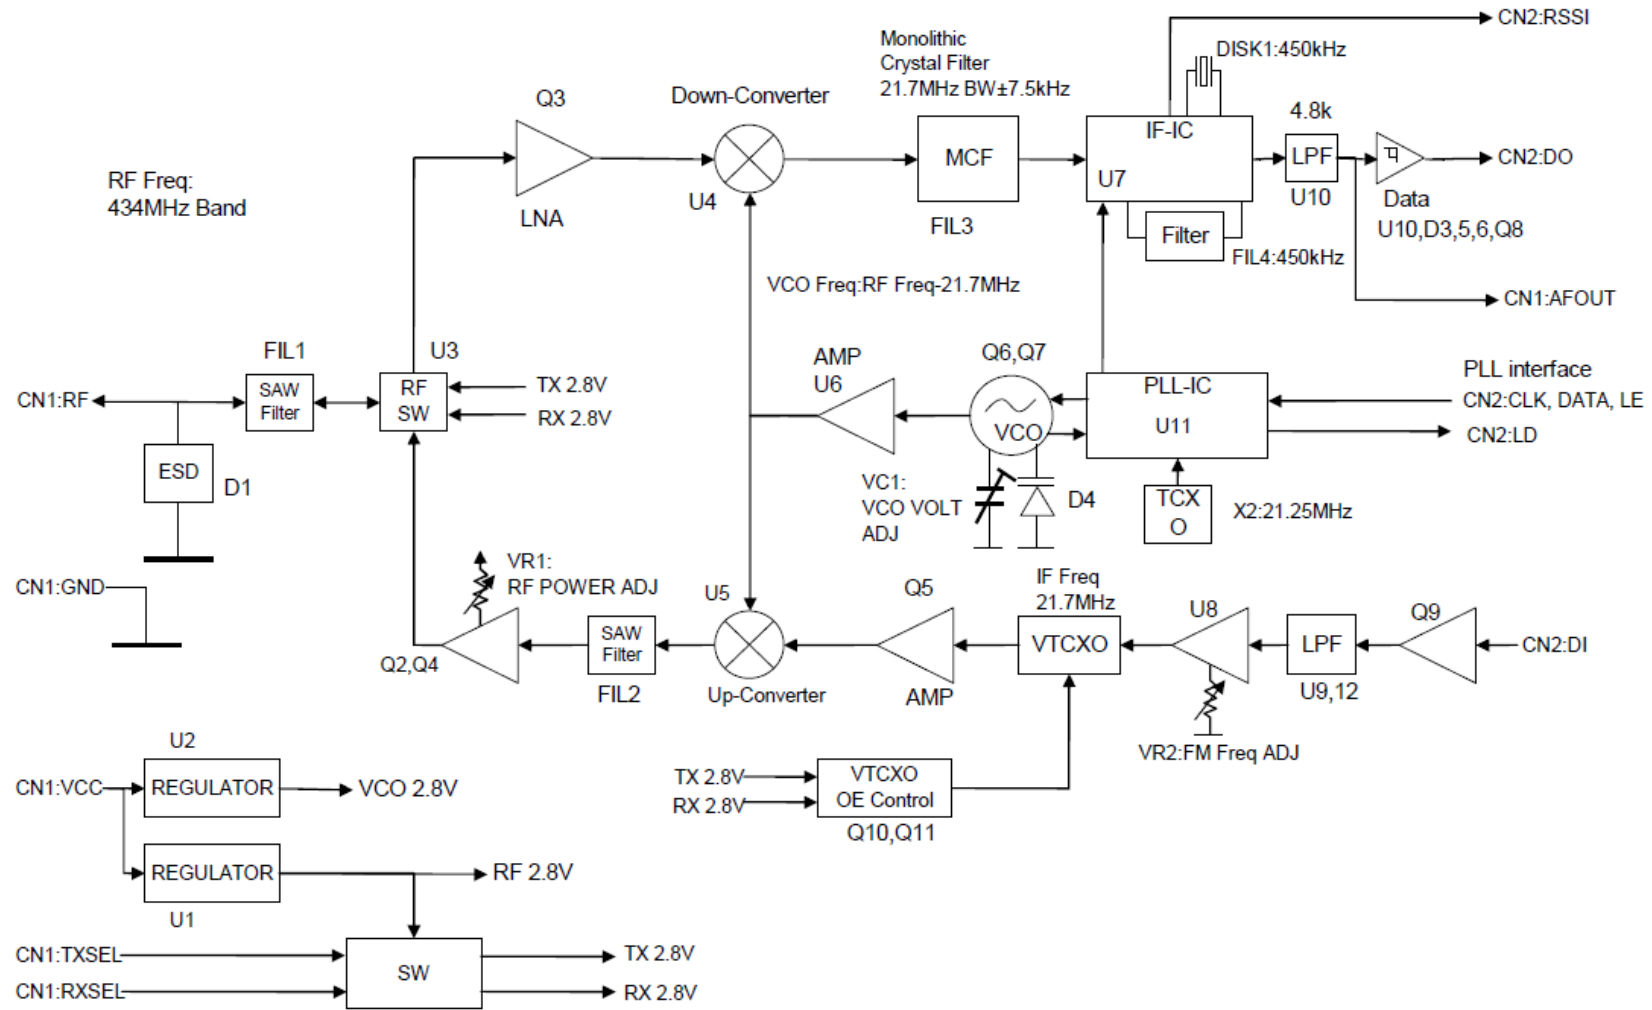 CN2:RSSI
Monolithic
Crystal Filter
21.7MHz BW±7.5kHz
DISK1:450kHz
Q3
Down-Converter
4.8k
IF-IC
MCF
LPF
CN2:DO
RF Freq:
434MHz Band
U7
U4
LNA
FIL3
U10
Data
U10,D3,5,6,Q8
Filter
FIL4:450kHz
VCO Freq:RF Freq-21.7MHz
CN1:AFOUT
FIL1
U3
AMP
U6
Q6,Q7
PLL interface
CN1:RF
SAW
Filter
RF
SW
TX 2.8V
RX 2.8V
VCO
PLL-IC
U11
CN2:CLK, DATA, LE
CN2:LD
ESD
D1
VC1:
VCO VOLT
ADJ
D4
TCX
O
X2:21.25MHz
CN1:GND
VR1:
RF POWER ADJ
U5
Q5
IF Freq
21.7MHz
U8
Q9
Q2,Q4
SAW
Filter
VTCXO
LPF
CN2:DI
FIL2
Up-Converter
AMP
U9,12
VR2:FM Freq ADJ
U2
CN1:VCC
REGULATOR
VCO 2.8V
TX 2.8V
RX 2.8V
VTCXO
OE Control
Q10,Q11
REGULATOR
RF 2.8V
U1
CN1:TXSEL
CN1:RXSEL
SW
TX 2.8V
RX 2.8V